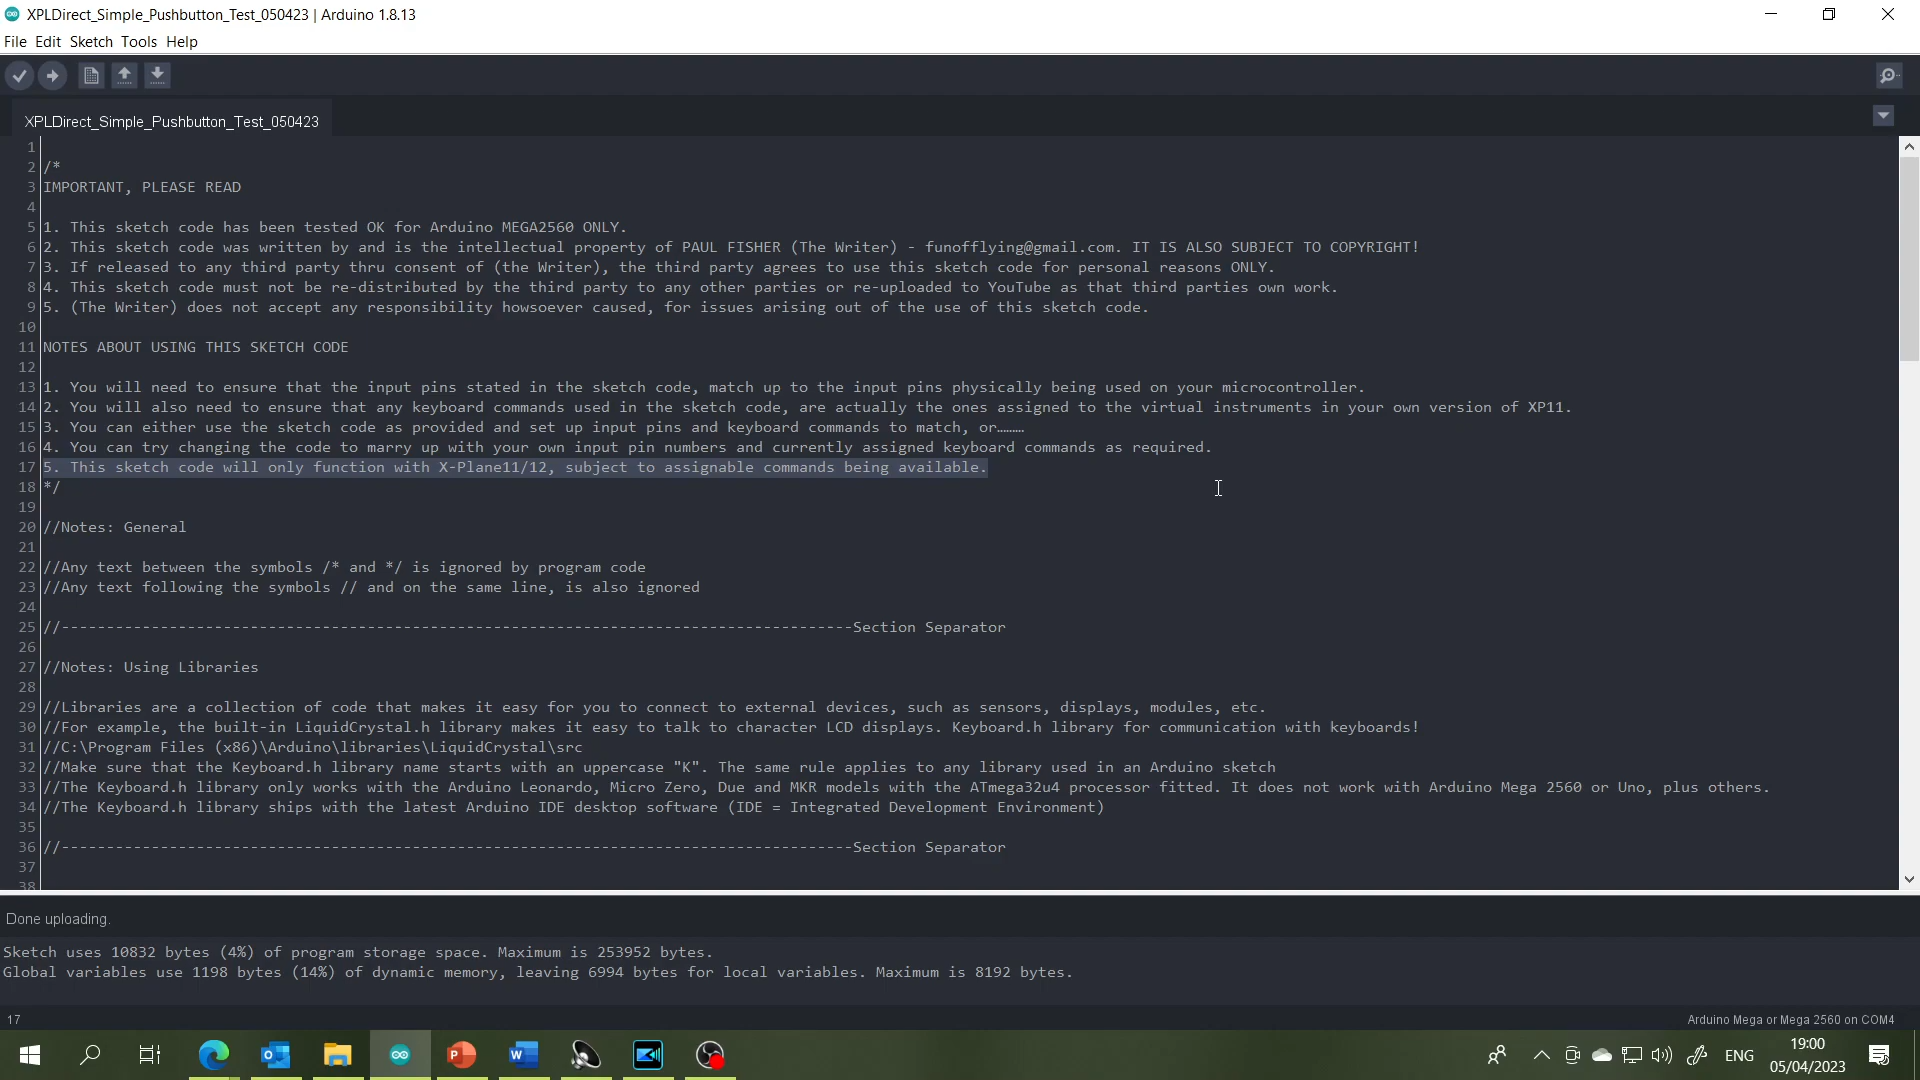 XPLDirect_Simple_Pushbutton_Test_050423 | Arduino 1.8.13
File Edit Sketch Tools Help
XPLDirect_Simple_Pushbutton_Test_050423
1
2 /*
3 IMPORTANT, PLEASE READ
4
5 1. This sketch code has been tested OK for Arduino MEGA2560 ONLY.
6 2. This sketch code was written by and is the intellectual property of PAUL FISHER (The Writer) - funofflying@gmail.com. IT IS ALSO SUBJECT TO COPYRIGHT!
7 3. If released to any third party thru consent of (the Writer), the third party agrees to use this sketch code for personal reasons ONLY.
8 4. This sketch code must not be re-distributed by the third party to any other parties or re-uploaded to YouTube as that third parties own work.
9 5. (The Writer) does not accept any responsibility howsoever caused, for issues arising out of the use of this sketch code.
10
11 NOTES ABOUT USING THIS SKETCH CODE
12
13 1. You will need to ensure that the input pins stated in the sketch code, match up to the input pins physically being used on your microcontroller.
14 2. You will also need to ensure that any keyboard commands used in the sketch code, are actually the ones assigned to the virtual instruments in your own version of XP11.
15 3. You can either use the sketch code as provided and set up input pins and keyboard commands to match, or………
16 4. You can try changing the code to marry up with your own input pin numbers and currently assigned keyboard commands as required.
17 5. This sketch code will only function with X-Plane11/12, subject to assignable commands being available.
18 */
19
20 //Notes: General
21
22 //Any text between the symbols /* and */ is ignored by program code
23 //Any text following the symbols // and on the same line, is also ignored
24
25 //----------------------------------------------------------------------------------------Section Separator
26
27 //Notes: Using Libraries
28
29 //Libraries are a collection of code that makes it easy for you to connect to external devices, such as sensors, displays, modules, etc.
30 //For example, the built-in LiquidCrystal.h library makes it easy to talk to character LCD displays. Keyboard.h library for communication with keyboards!
31 //C:\Program Files (x86)\Arduino\libraries\LiquidCrystal\src
32 //Make sure that the Keyboard.h library name starts with an uppercase "K". The same rule applies to any library used in an Arduino sketch
33 //The Keyboard.h library only works with the Arduino Leonardo, Micro Zero, Due and MKR models with the ATmega32u4 processor fitted. It does not work with Arduino Mega 2560 or Uno, plus others.
34 //The Keyboard.h library ships with the latest Arduino IDE desktop software (IDE = Integrated Development Environment)
35
36 //----------------------------------------------------------------------------------------Section Separator
37
38
Done uploading.
Sketch uses 10832 bytes (4%) of program storage space. Maximum is 253952 bytes.
Global variables use 1198 bytes (14%) of dynamic memory, leaving 6994 bytes for local variables. Maximum is 8192 bytes.
17
Arduino Mega or Mega 2560 on COM4
ENG
19:00
05/04/2023